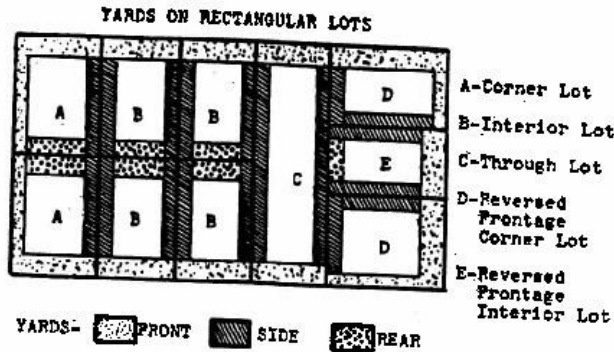 YARDS ON RECTANGULAR LOTS
A B B D
E
C
A B B D
A-Corner Lot
B-Interior Lot
C-Through Lot
D-Reversed
Frontage
Corner Lot
E-Reversed
Frontage
Interior Lot
YARDS- FRONT SIDE REAR